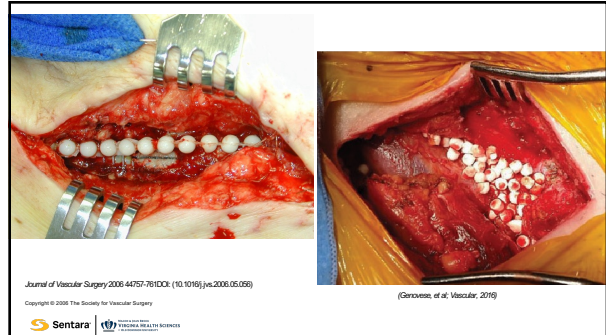 Journal of Vascular Surgery 2006 44757-761DOI: (10.1016/j.jvs.2006.05.056)
(Genovese, et al; Vascular, 2016)
Copyright © 2006 The Society for Vascular Surgery
Sentara
VIRGINIA HEALTH SCIENCES